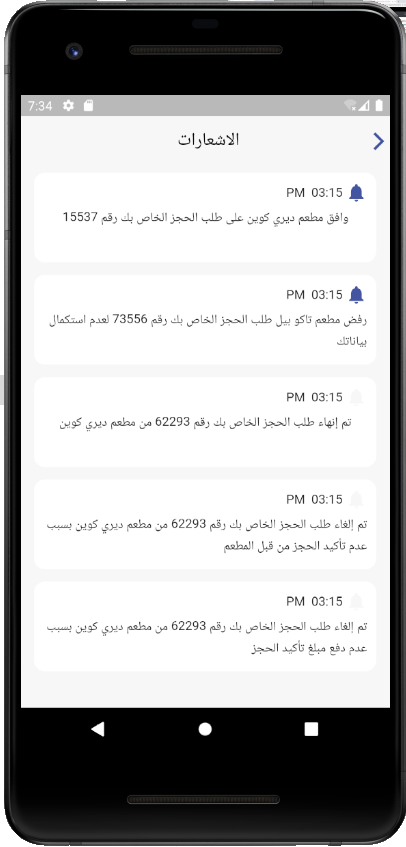 7:34
الاشعارات
03:15 PM
وافق مطعم ديري كوين على طلب الحجز الخاص بك رقم 15537
03:15 PM
رفض مطعم تاكو بيل طلب الحجز الخاص بك رقم 73556 لعدم استكمال
بياناتك
03:15 PM
تم إنهاء طلب الحجز الخاص بك رقم 62293 من مطعم ديري كوين
03:15 PM
تم إلغاء طلب الحجز الخاص بك رقم 62293 من مطعم ديري كوين بسبب
عدم تأكيد الحجز من قبل المطعم
03:15 PM
تم إلغاء طلب الحجز الخاص بك رقم 62293 من مطعم ديري كوين بسبب
عدم دفع مبلغ تأكيد الحجز